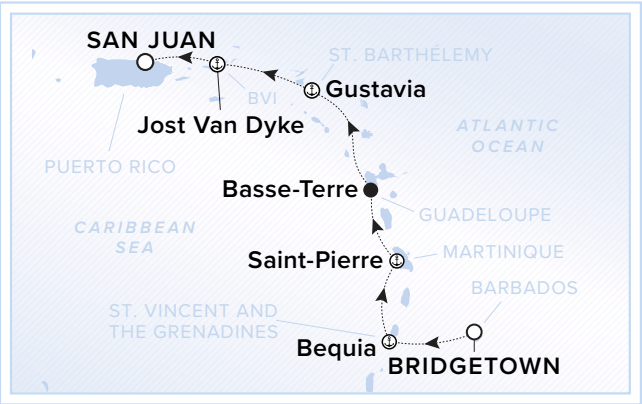 SAN JUAN
ST. BARTHÉLEMY
Gustavia
BVI
Jost Van Dyke
ATLANTIC
OCEAN
PUERTO RICO
Basse-Terre
GUADELOUPE
CARIBBEAN
SEA
MARTINIQUE
Saint-Pierre
BARBADOS
ST. VINCENT AND
THE GRENADINES
Bequia
BRIDGETOWN